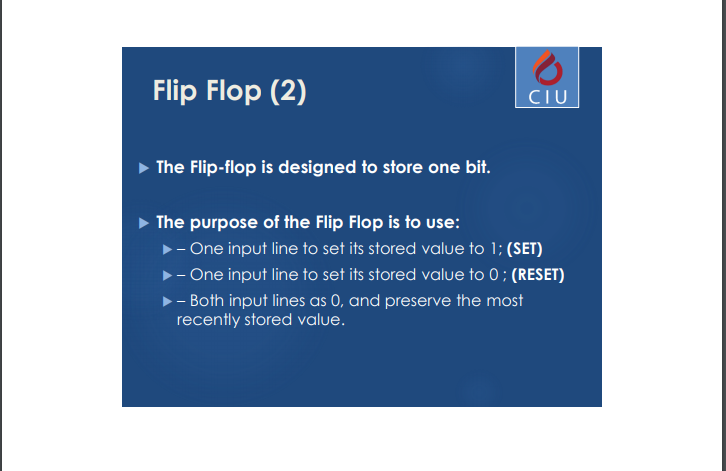 Flip Flop (2)
CIU
The Flip-flop is designed to store one bit.
The purpose of the Flip Flop is to use:
– One input line to set its stored value to 1; (SET)
– One input line to set its stored value to 0 ; (RESET)
– Both input lines as 0, and preserve the most
recently stored value.